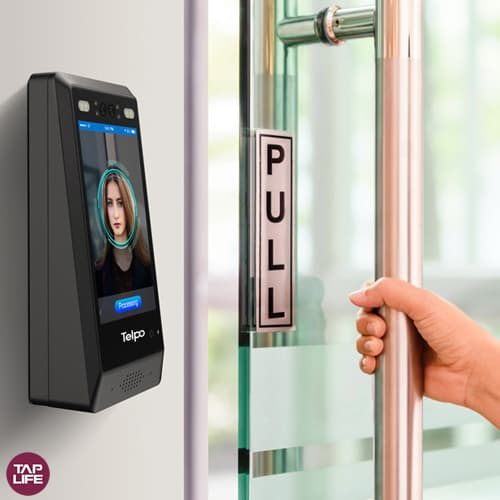 Processing
Telpo
PULL
TAP
LIFE